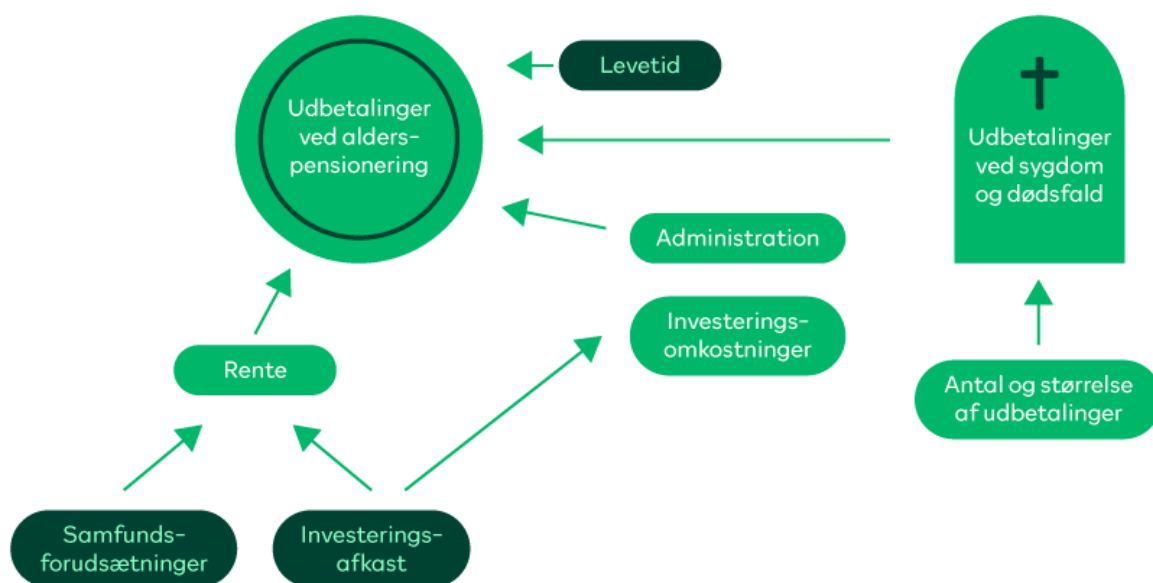 Levetid
Udbetalinger
ved alders-
pensionering
Udbetalinger
ved sygdom
og dødsfald
Administration
Investerings-
omkostninger
Rente
Antal og størrelse
af udbetalinger
Samfunds-
forudsætninger
Investerings-
afkast